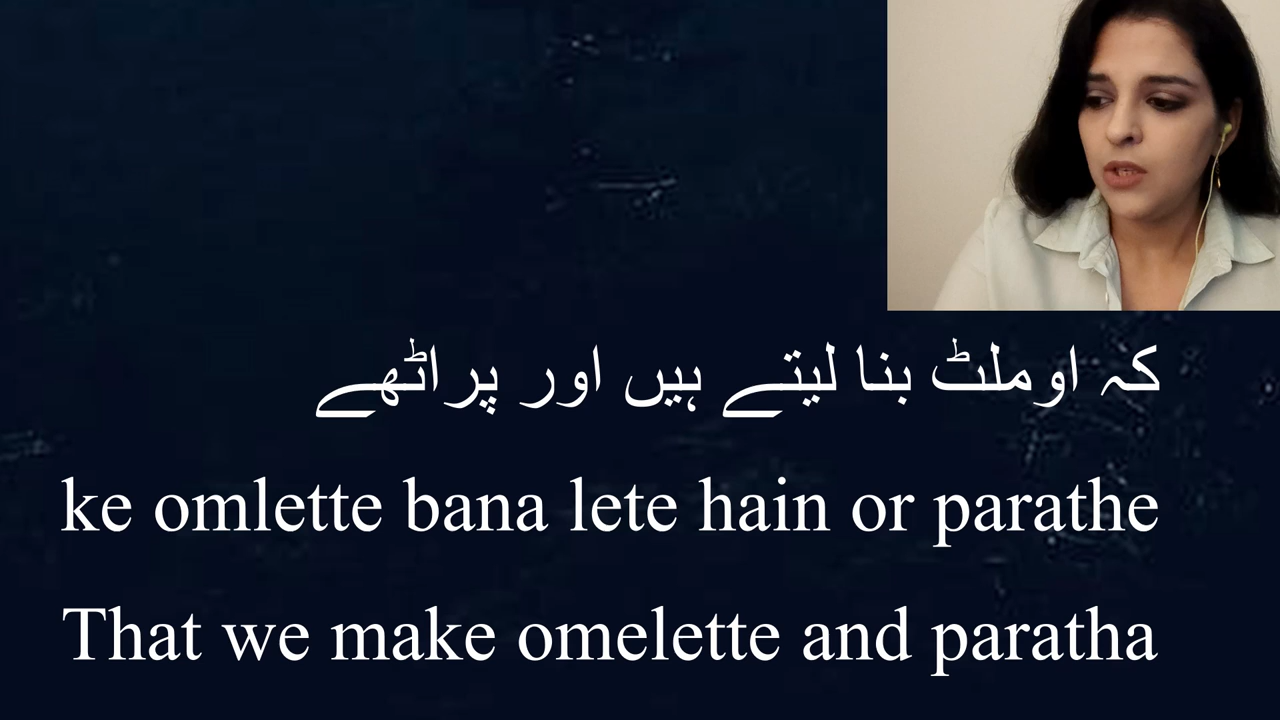 کہ اوملٹ بنا لیتے ہیں اور پراٹھے
ke omlette bana lete hain or parathe
That we make omelette and paratha